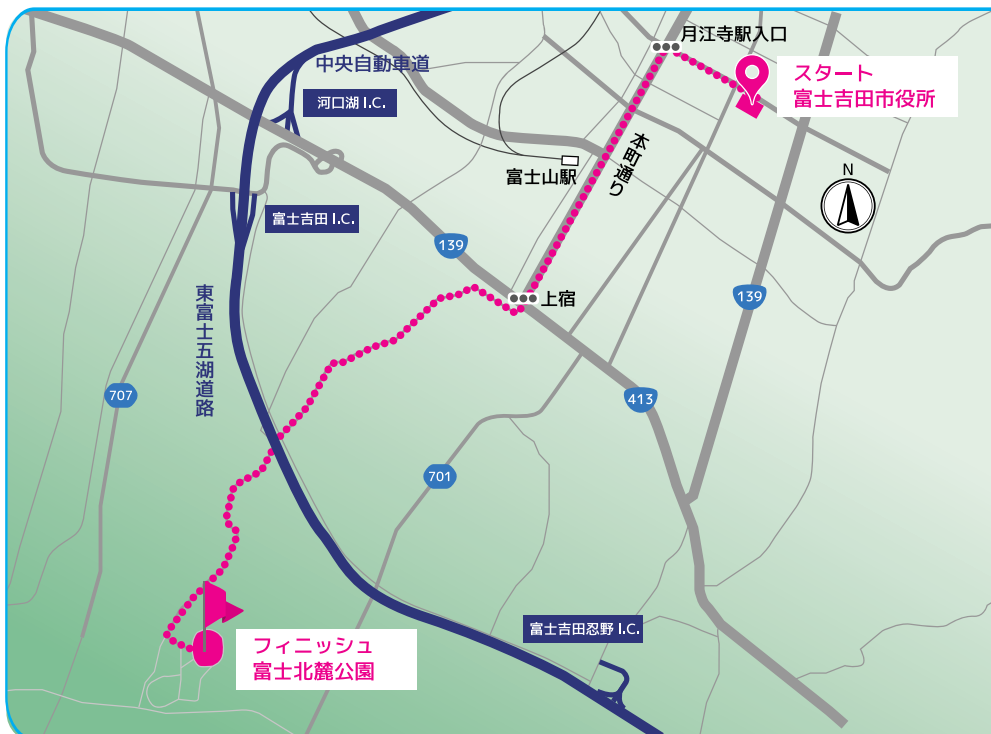 月江寺駅入口
中央自動車道
スタート
富士吉田市役所
河口湖 I.C.
本町通り
富士山駅
N
富士吉田 I.C.
139
上宿
139
東富士五湖道路
707
413
701
富士吉田忍野 I.C.
フィニッシュ
富士北麓公園